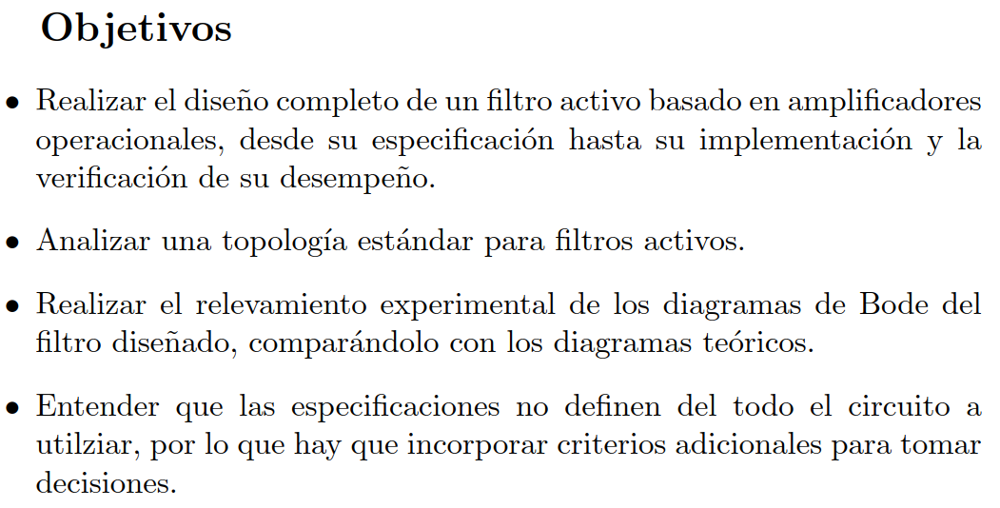 Objetivos
• Realizar el diseño completo de un filtro activo basado en amplificadores
operacionales, desde su especificación hasta su implementación y la
verificación de su desempeño.
• Analizar una topología estándar para filtros activos.
• Realizar el relevamiento experimental de los diagramas de Bode del
filtro diseñado, comparándolo con los diagramas teóricos.
• Entender que las especificaciones no definen del todo el circuito a
utilziar, por lo que hay que incorporar criterios adicionales para tomar
decisiones.